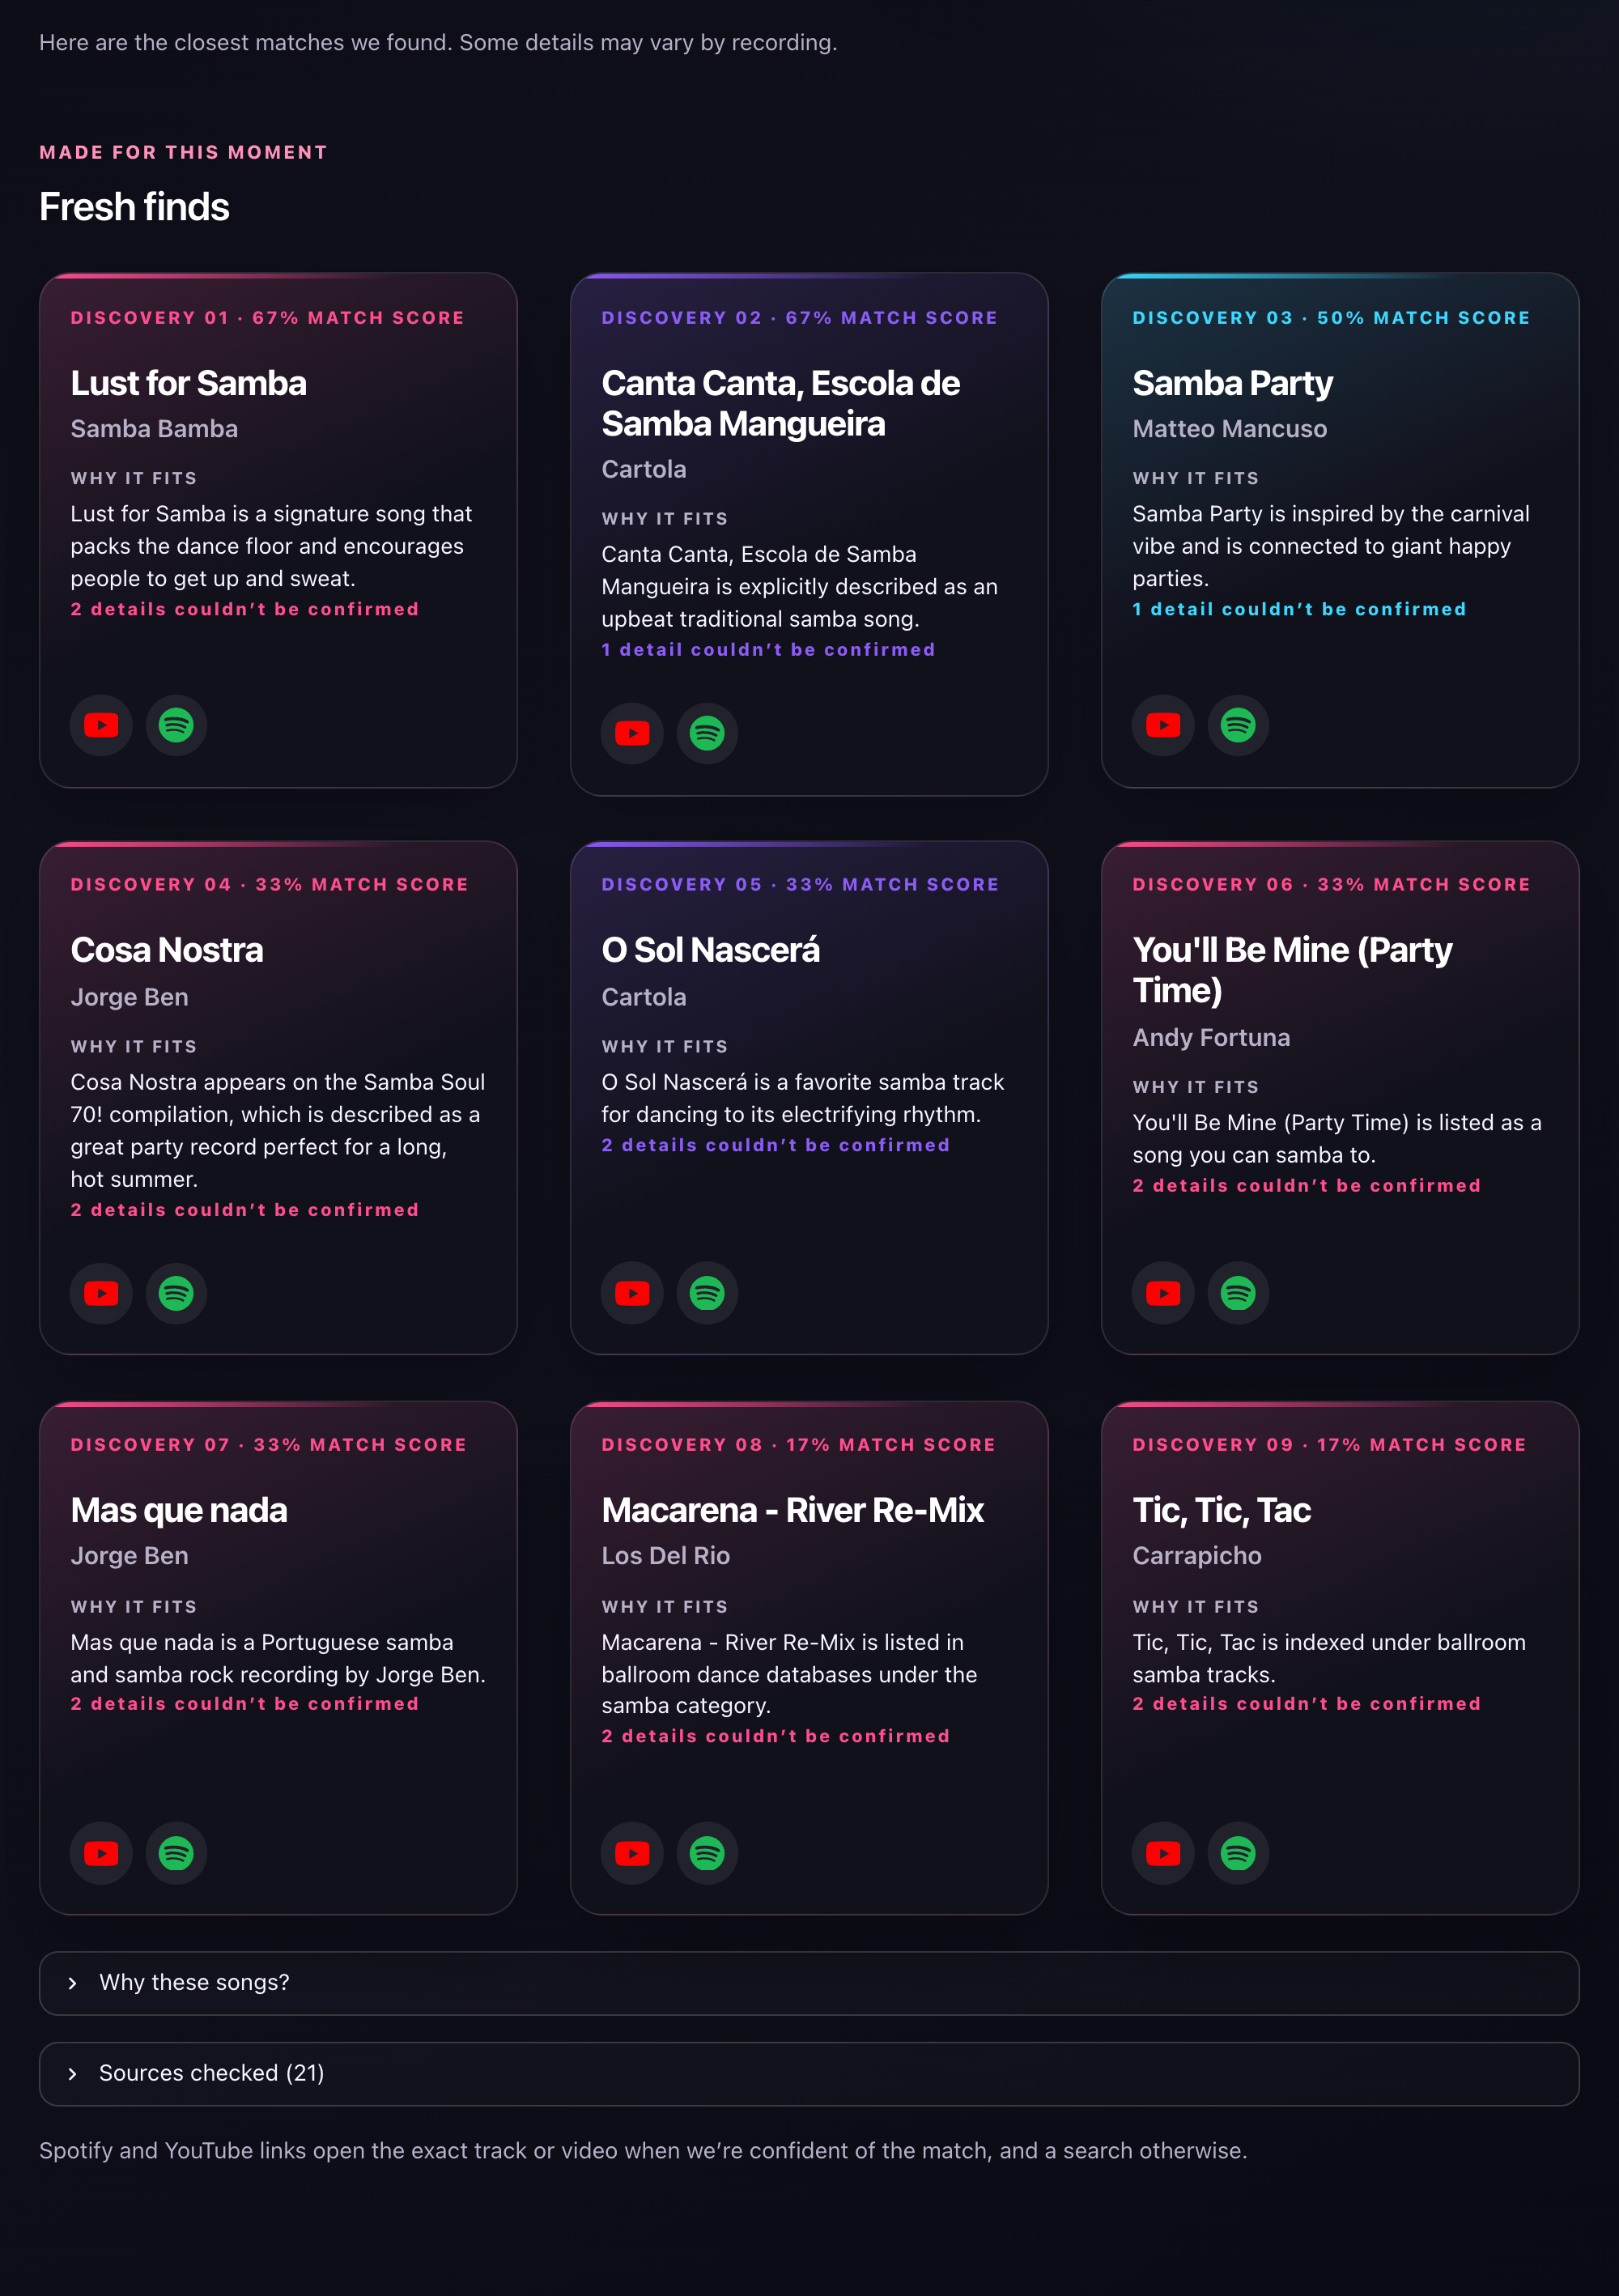 Here are the closest matches we found. Some details may vary by recording.
MADE FOR THIS MOMENT
Fresh finds
DISCOVERY 01 · 67% MATCH SCORE
Lust for Samba
Samba Bamba
WHY IT FITS
Lust for Samba is a signature song that
packs the dance floor and encourages
people to get up and sweat.
2 details couldn’t be confirmed
DISCOVERY 02 · 67% MATCH SCORE
Canta Canta, Escola de
Samba Mangueira
Cartola
WHY IT FITS
Canta Canta, Escola de Samba
Mangueira is explicitly described as an
upbeat traditional samba song.
1 detail couldn’t be confirmed
DISCOVERY 03 · 50% MATCH SCORE
Samba Party
Matteo Mancuso
WHY IT FITS
Samba Party is inspired by the carnival
vibe and is connected to giant happy
parties.
1 detail couldn’t be confirmed
DISCOVERY 04 · 33% MATCH SCORE
Cosa Nostra
Jorge Ben
WHY IT FITS
Cosa Nostra appears on the Samba Soul
70! compilation, which is described as a
great party record perfect for a long,
hot summer.
2 details couldn’t be confirmed
DISCOVERY 05 · 33% MATCH SCORE
O Sol Nascerá
Cartola
WHY IT FITS
O Sol Nascerá is a favorite samba track
for dancing to its electrifying rhythm.
2 details couldn’t be confirmed
DISCOVERY 06 · 33% MATCH SCORE
You'll Be Mine (Party
Time)
Andy Fortuna
WHY IT FITS
You'll Be Mine (Party Time) is listed as a
song you can samba to.
2 details couldn’t be confirmed
DISCOVERY 07 · 33% MATCH SCORE
Mas que nada
Jorge Ben
WHY IT FITS
Mas que nada is a Portuguese samba
and samba rock recording by Jorge Ben.
2 details couldn’t be confirmed
DISCOVERY 08 · 17% MATCH SCORE
Macarena - River Re-Mix
Los Del Rio
WHY IT FITS
Macarena - River Re-Mix is listed in
ballroom dance databases under the
samba category.
2 details couldn’t be confirmed
DISCOVERY 09 · 17% MATCH SCORE
Tic, Tic, Tac
Carrapicho
WHY IT FITS
Tic, Tic, Tac is indexed under ballroom
samba tracks.
2 details couldn’t be confirmed
Why these songs?
Sources checked (21)
Spotify and YouTube links open the exact track or video when we’re confident of the match, and a search otherwise.